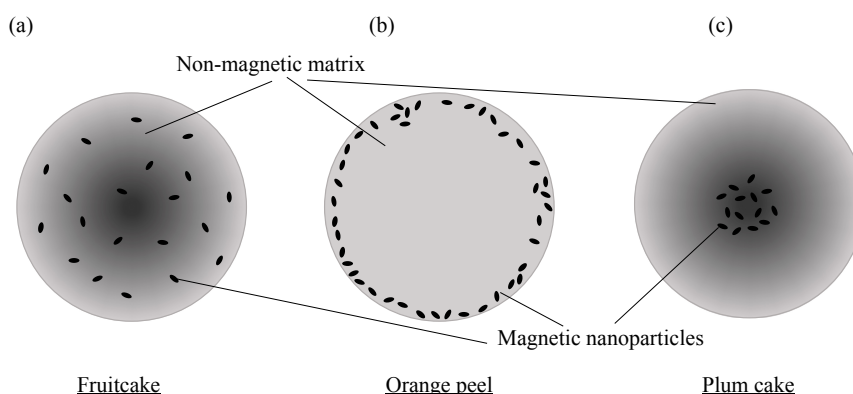 (a)
(b)
(c)
Non-magnetic matrix
Magnetic nanoparticles
Fruitcake
Orange peel
Plum cake